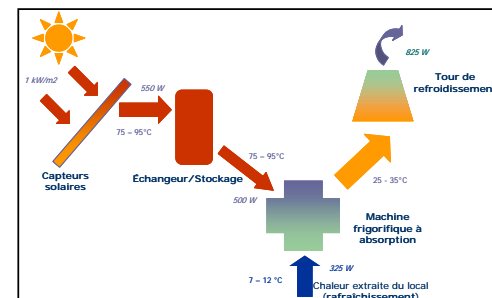 1 kW/m2
550 W
75 – 95°C
Capteurs
solaires
Échangeur/Stockage
75 – 95°C
500 W
825 W
Tour de
refroidissemen
25 - 35°C
Machine
frigorifique à
absorption
7 – 12 °C
325 W
Chaleur extraite du local
(rafraîchissement)